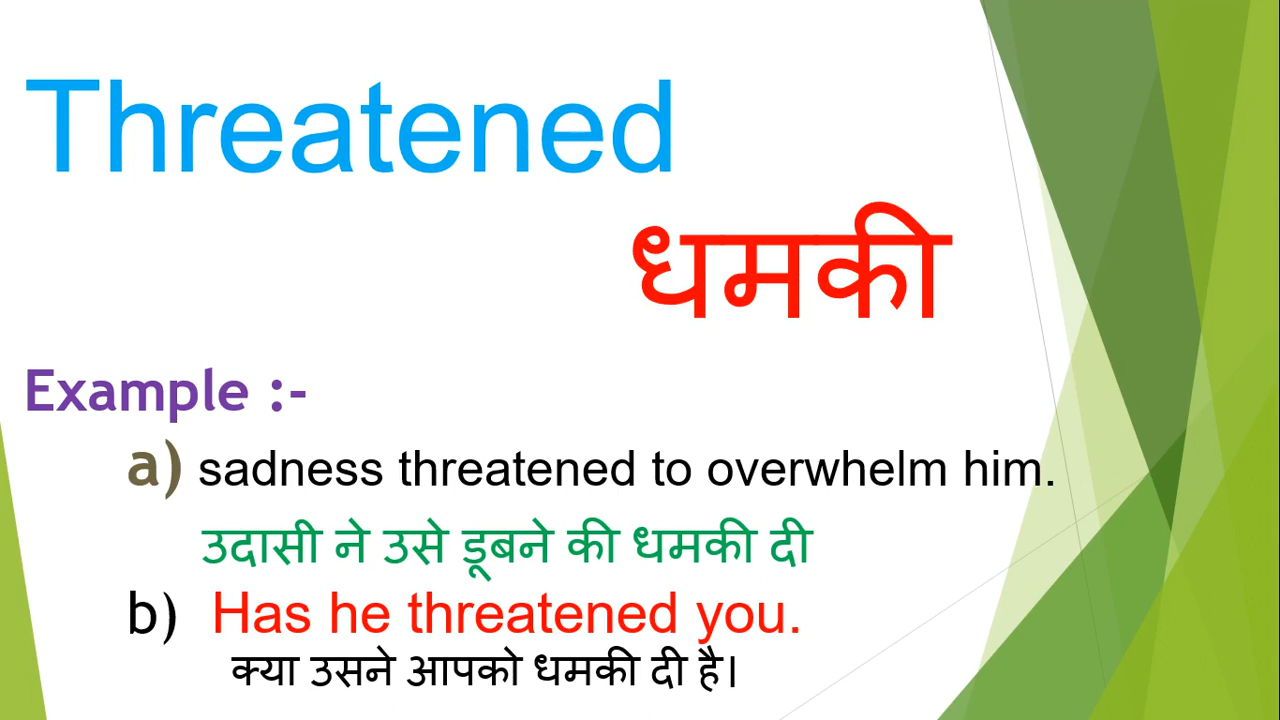 Threatened
धमकी
Example :-
a) sadness threatened to overwhelm him.
उदासी ने उसे डूबने की धमकी दी
b) Has he threatened you.
क्या उसने आपको धमकी दी है।